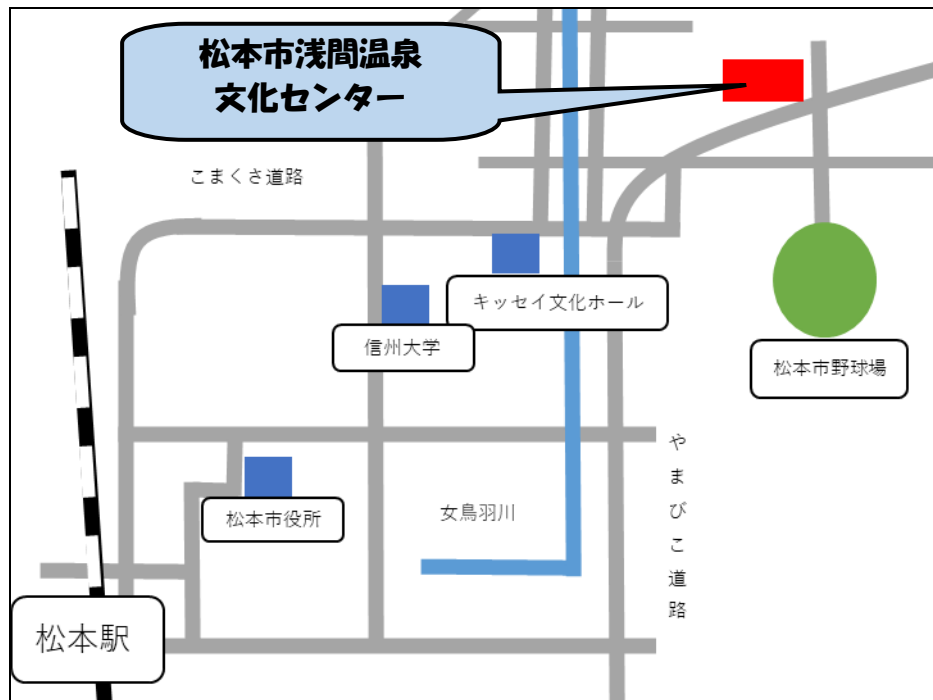 松本市浅間温泉
文化センター
こまくさ道路
キッセイ文化ホール
信州大学
松本市野球場
やまびこ道路
松本市役所
女鳥羽川
松本駅